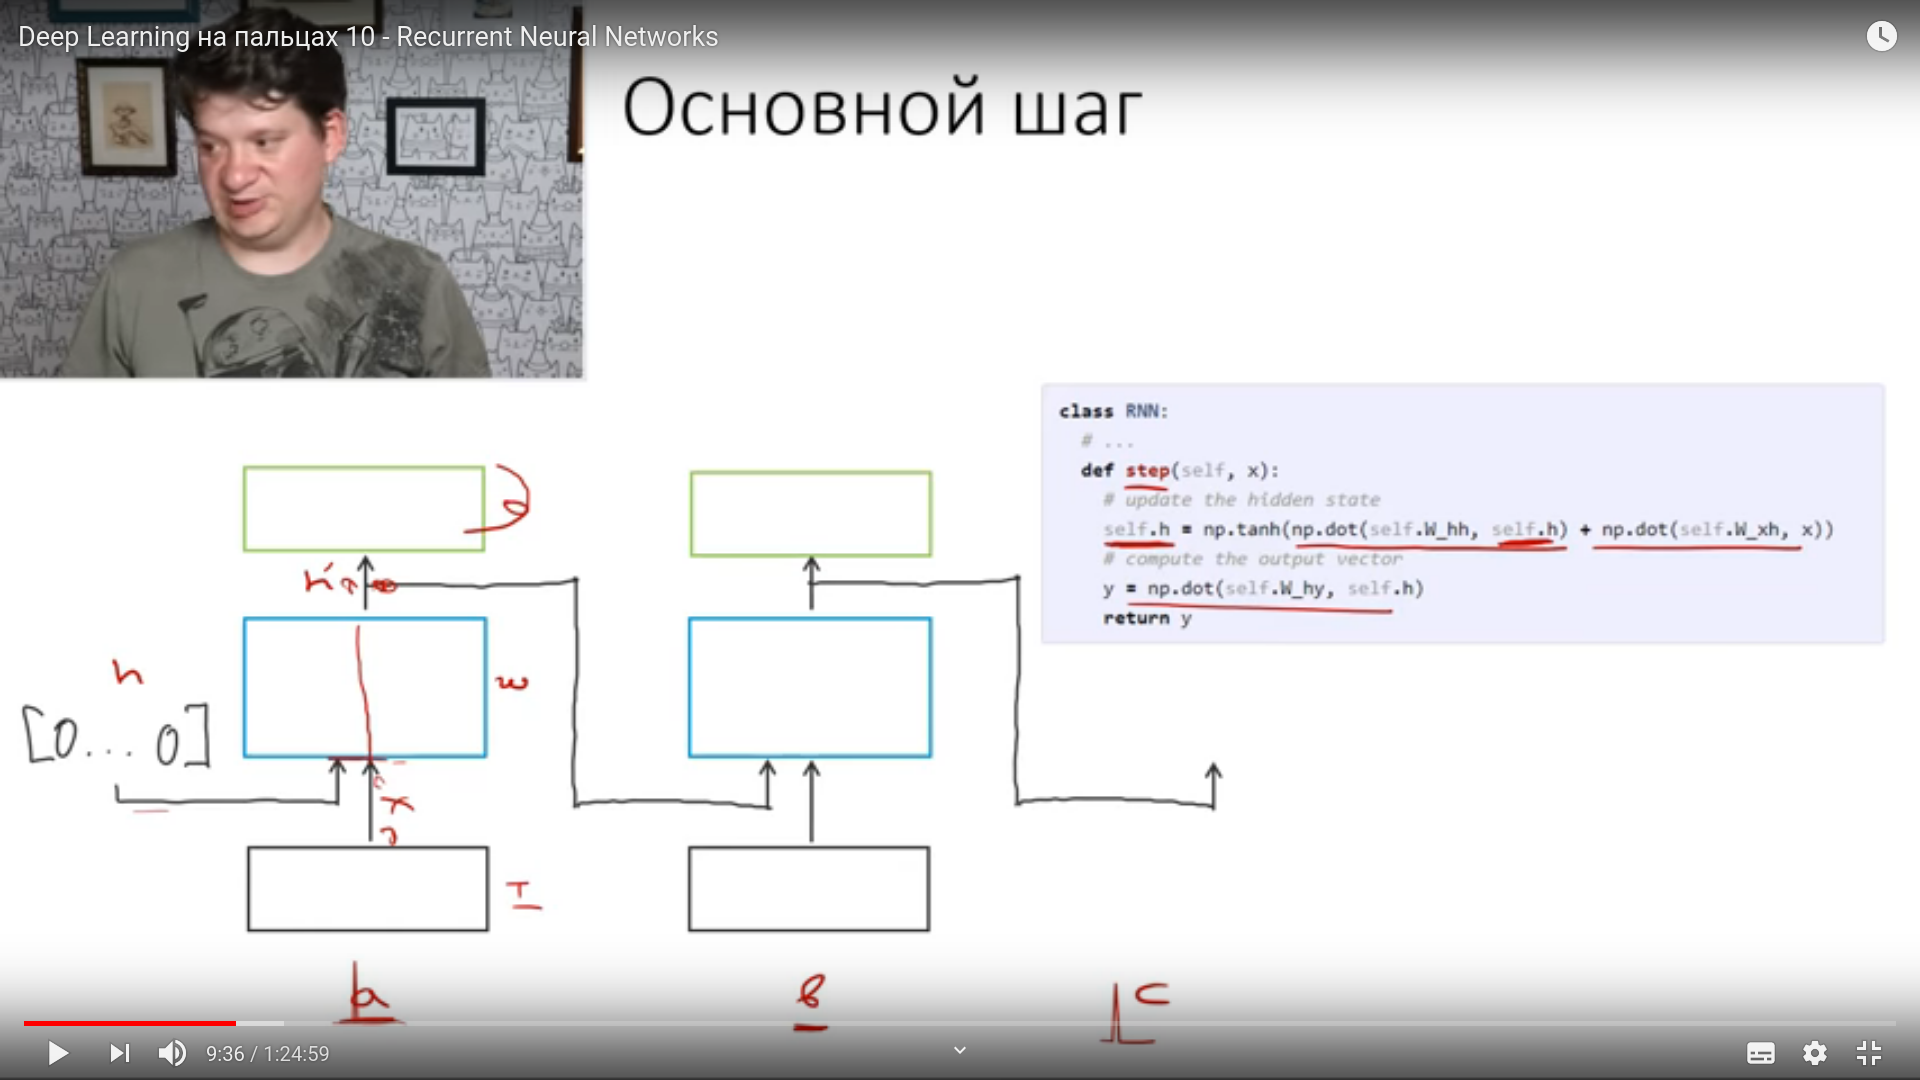 Deep Learning на пальцах 10 - Recurrent Neural Networks
Основной шаг
class RNN:
# ...
def step(self, x):
# update the hidden state
self.h = np.tanh(np.dot(self.W_hh, self.h) + np.dot(self.W_xh, x))
# compute the output vector
y = np.dot(self.W_hy, self.h)
return y
h'
h
w
[0... 0]
x
I
a
в
c
9:36 / 1:24:59